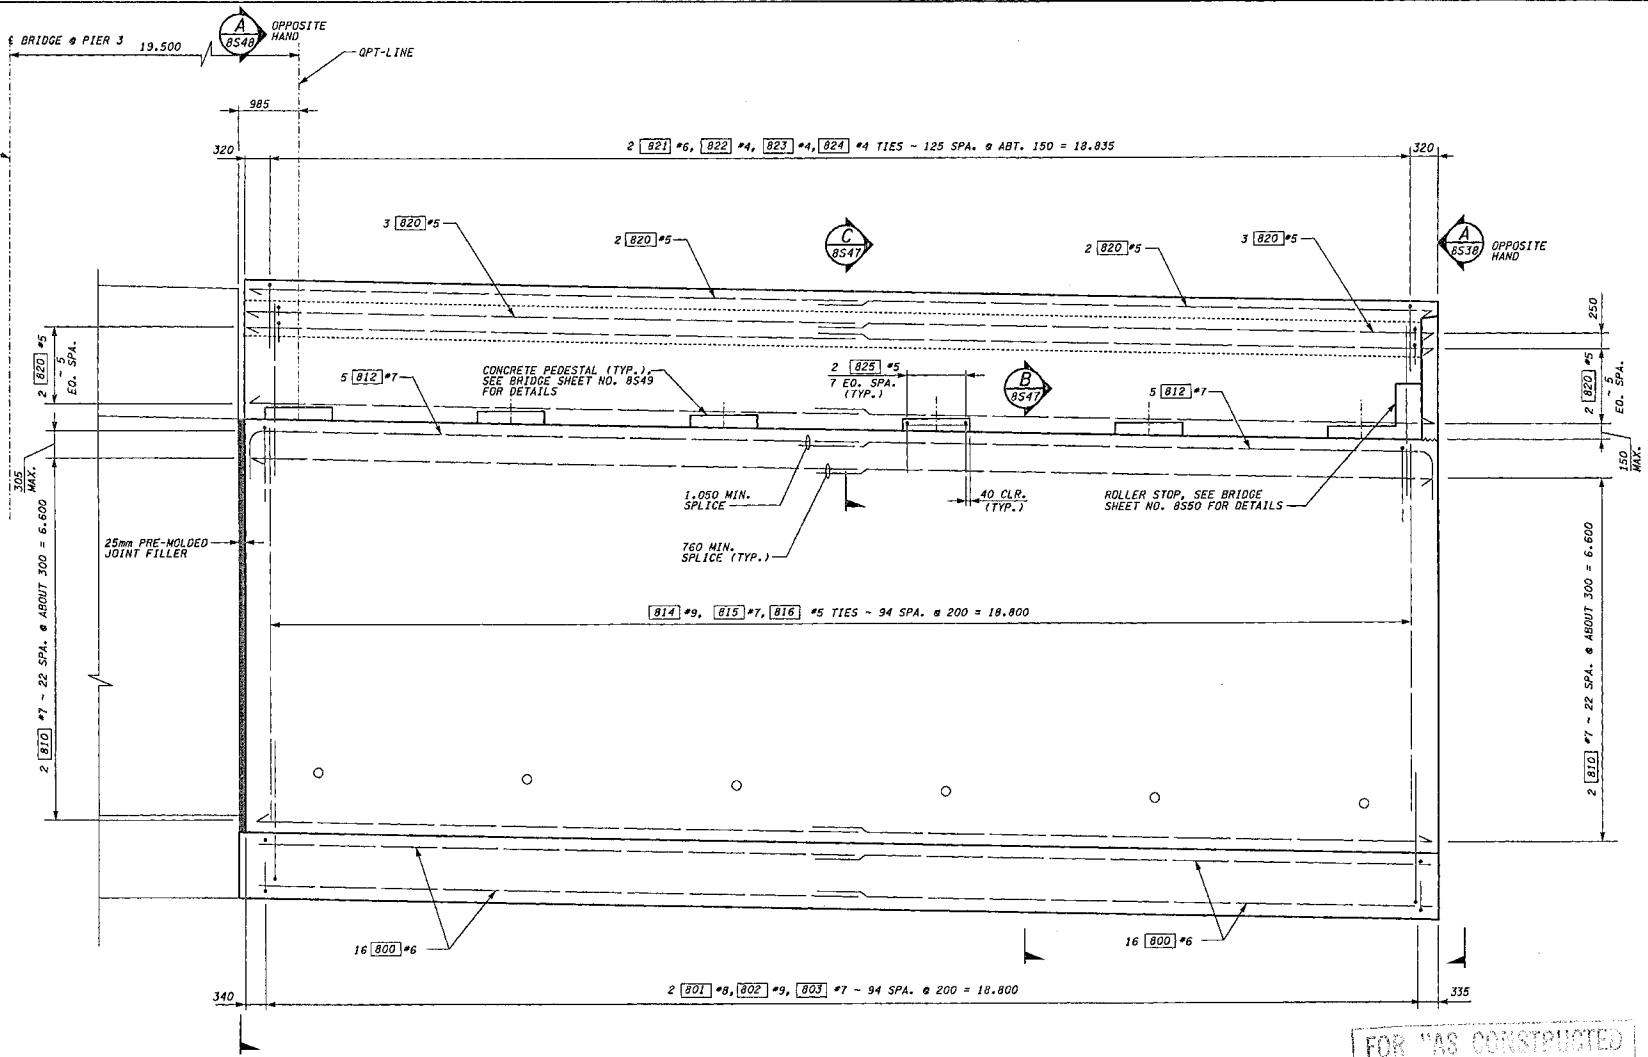 ℄ BRIDGE @ PIER 3
19.500
A
8S48
OPPOSITE
HAND
QPT-LINE
985
320
2 821 #6, 822 #4, 823 #4, 824 #4 TIES ~ 125 SPA. @ ABT. 150 = 18.835
320
3 820 #5
2 820 #5
C
8S47
2 820 #5
3 820 #5
A
8S38
OPPOSITE
HAND
250
2 820 #5
~ 5
EQ. SPA.
5 812 #7
CONCRETE PEDESTAL (TYP.),
SEE BRIDGE SHEET NO. 8S49
FOR DETAILS
2 825 #5
7 EQ. SPA.
(TYP.)
B
8S47
5 812 #7
2 820 #5
~ 5
EQ. SPA.
305
MAX.
150
MAX.
1.050 MIN.
SPLICE
40 CLR.
(TYP.)
ROLLER STOP, SEE BRIDGE
SHEET NO. 8S50 FOR DETAILS
25mm PRE-MOLDED
JOINT FILLER
760 MIN.
SPLICE (TYP.)
2 810 #7 ~ 22 SPA. @ ABOUT 300 = 6.600
814 #9, 815 #7, 816 #5 TIES ~ 94 SPA. @ 200 = 18.800
2 810 #7 ~ 22 SPA. @ ABOUT 300 = 6.600
16 800 #6
16 800 #6
340
2 801 #8, 802 #9, 803 #7 ~ 94 SPA. @ 200 = 18.800
335
FOR "AS CONSTRUCTED